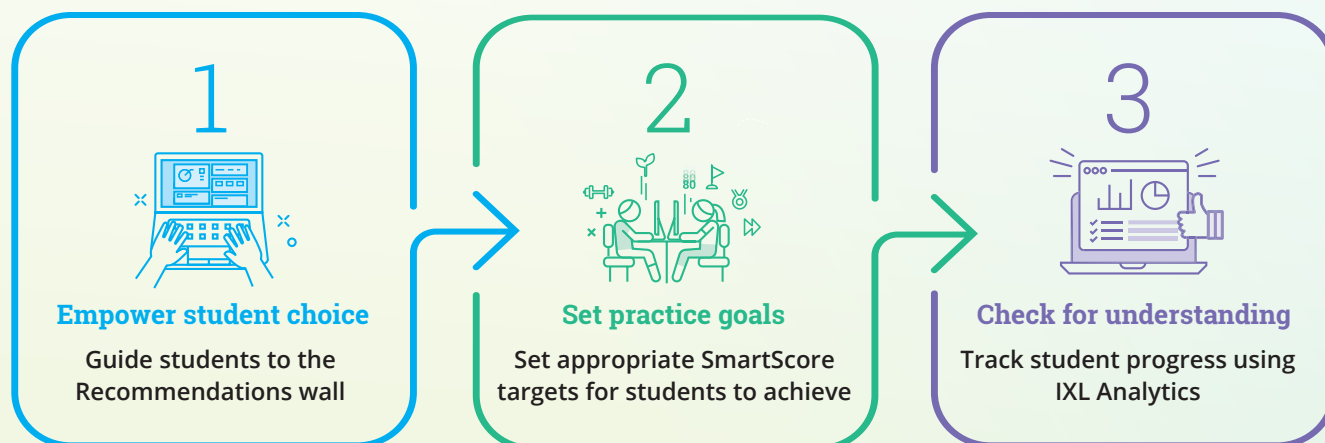 1
Empower student choice
Guide students to the
Recommendations wall
2
80
Set practice goals
Set appropriate SmartScore
targets for students to achieve
3
Check for understanding
Track student progress using
IXL Analytics